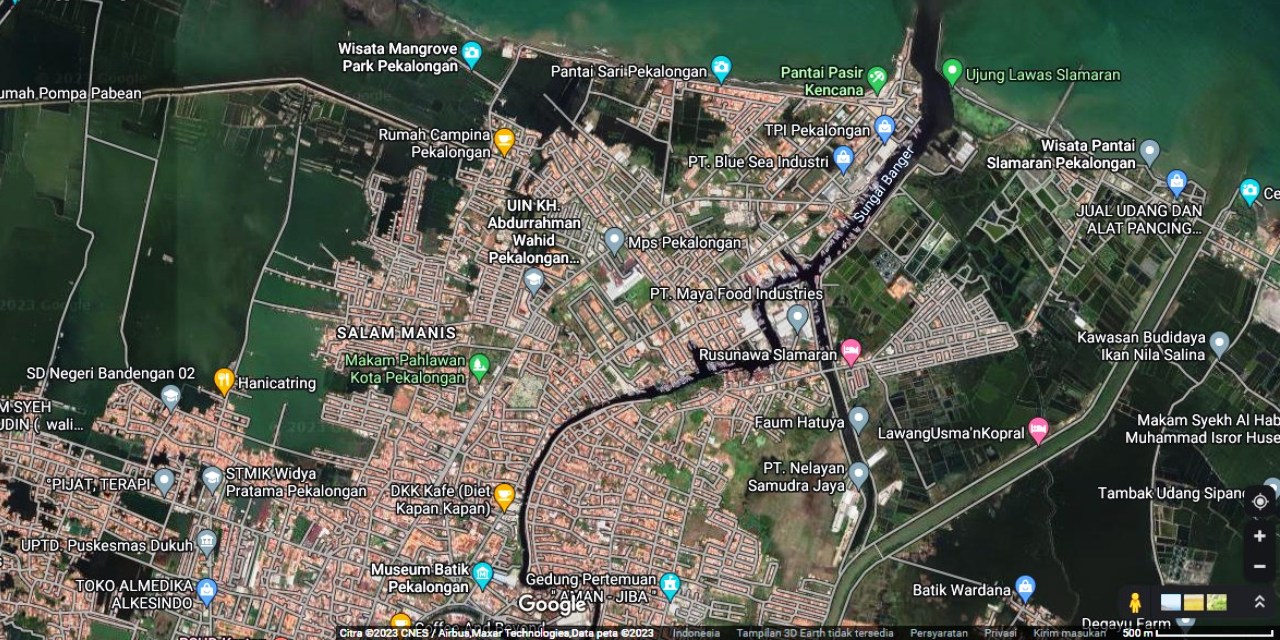 Wisata Mangrove
Park Pekalongan
Pantai Sari Pekalongan
Pantai Pasir
Kencana
Ujung Lawas Slamaran
umah Pompa Pabean
Rumah Campina
Pekalongan
TPI Pekalongan
PT. Blue Sea Industri
Sungai Banger
Wisata Pantai
Slamaran Pekalongan
Ce
JUAL UDANG DAN
ALAT PANCING...
UIN KH.
Abdurrahman
Wahid
Pekalongan...
Mps Pekalongan
PT. Maya Food Industries
SALAM MANIS
Makam Pahlawan
Kota Pekalongan
Rusunawa Slamaran
Kawasan Budidaya
Ikan Nila Salina
SD Negeri Bandengan 02
Hanicatring
M SYEH
UDIN ( wali...
Faum Hatuya
LawangUsma'nKopral
Makam Syekh Al Hab
Muhammad Isror Huse
°PIJAT, TERAPI
STMIK Widya
Pratama Pekalongan
DKK Kafe (Diet
Kapan Kapan)
PT. Nelayan
Samudra Jaya
Tambak Udang Sipand
UPTD. Puskesmas Dukuh
TOKO ALMEDIKA
ALKESINDO
Museum Batik
Pekalongan
Gedung Pertemuan
" AMAN - JIBA "
Batik Wardana
Google
Coffee And Beyond
Degayu Farm
Citra ©2023 CNES / Airbus,Maxar Technologies,Data peta ©2023
Indonesia
Tampilan 3D Earth tidak tersedia
Persyaratan
Privasi
Kirim masukan
500 m